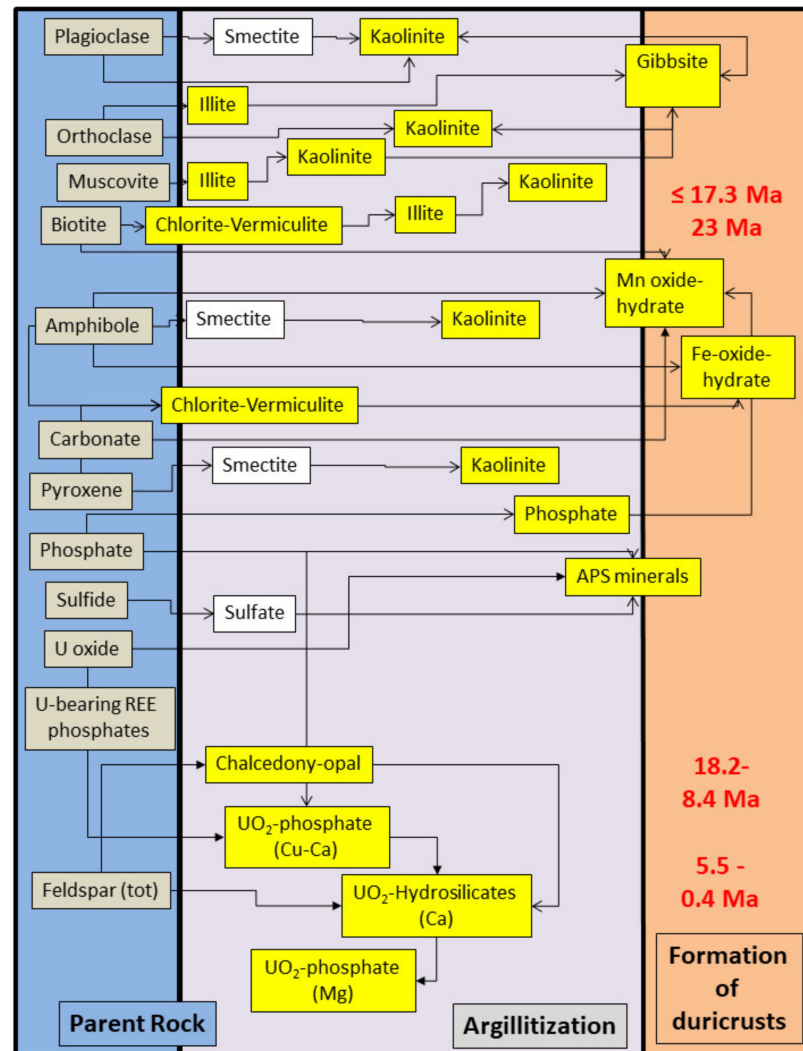 Plagioclase
Smectite
Kaolinite
Gibbsite
Illite
Orthoclase
Kaolinite
Muscovite
Illite
Kaolinite
Kaolinite
≤ 17.3 Ma
23 Ma
Biotite
Chlorite-Vermiculite
Illite
Mn oxide-
hydrate
Amphibole
Smectite
Kaolinite
Fe-oxide-
hydrate
Chlorite-Vermiculite
Carbonate
Smectite
Kaolinite
Pyroxene
Phosphate
Phosphate
APS minerals
Sulfide
Sulfate
U oxide
U-bearing REE
phosphates
Chalcedony-opal
18.2-
8.4 Ma
UO₂-phosphate
(Cu-Ca)
Feldspar (tot)
UO₂-Hydrosilicates
(Ca)
5.5 -
0.4 Ma
UO₂-phosphate
(Mg)
Formation
of
duricrusts
Parent Rock
Argillitization